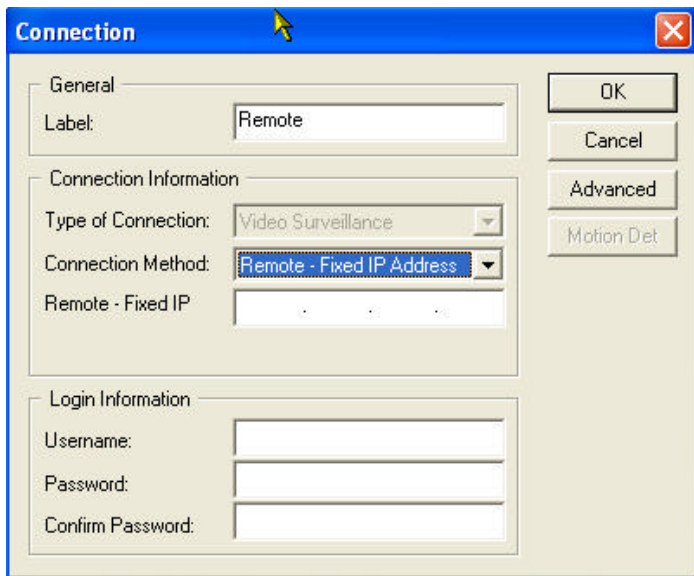 Connection
General
OK
Label: Remote
Cancel
Connection Information
Advanced
Type of Connection: Video Surveillance
Motion Det
Connection Method: Remote - Fixed IP Address
Remote - Fixed IP . . .
Login Information
Username:
Password:
Confirm Password: